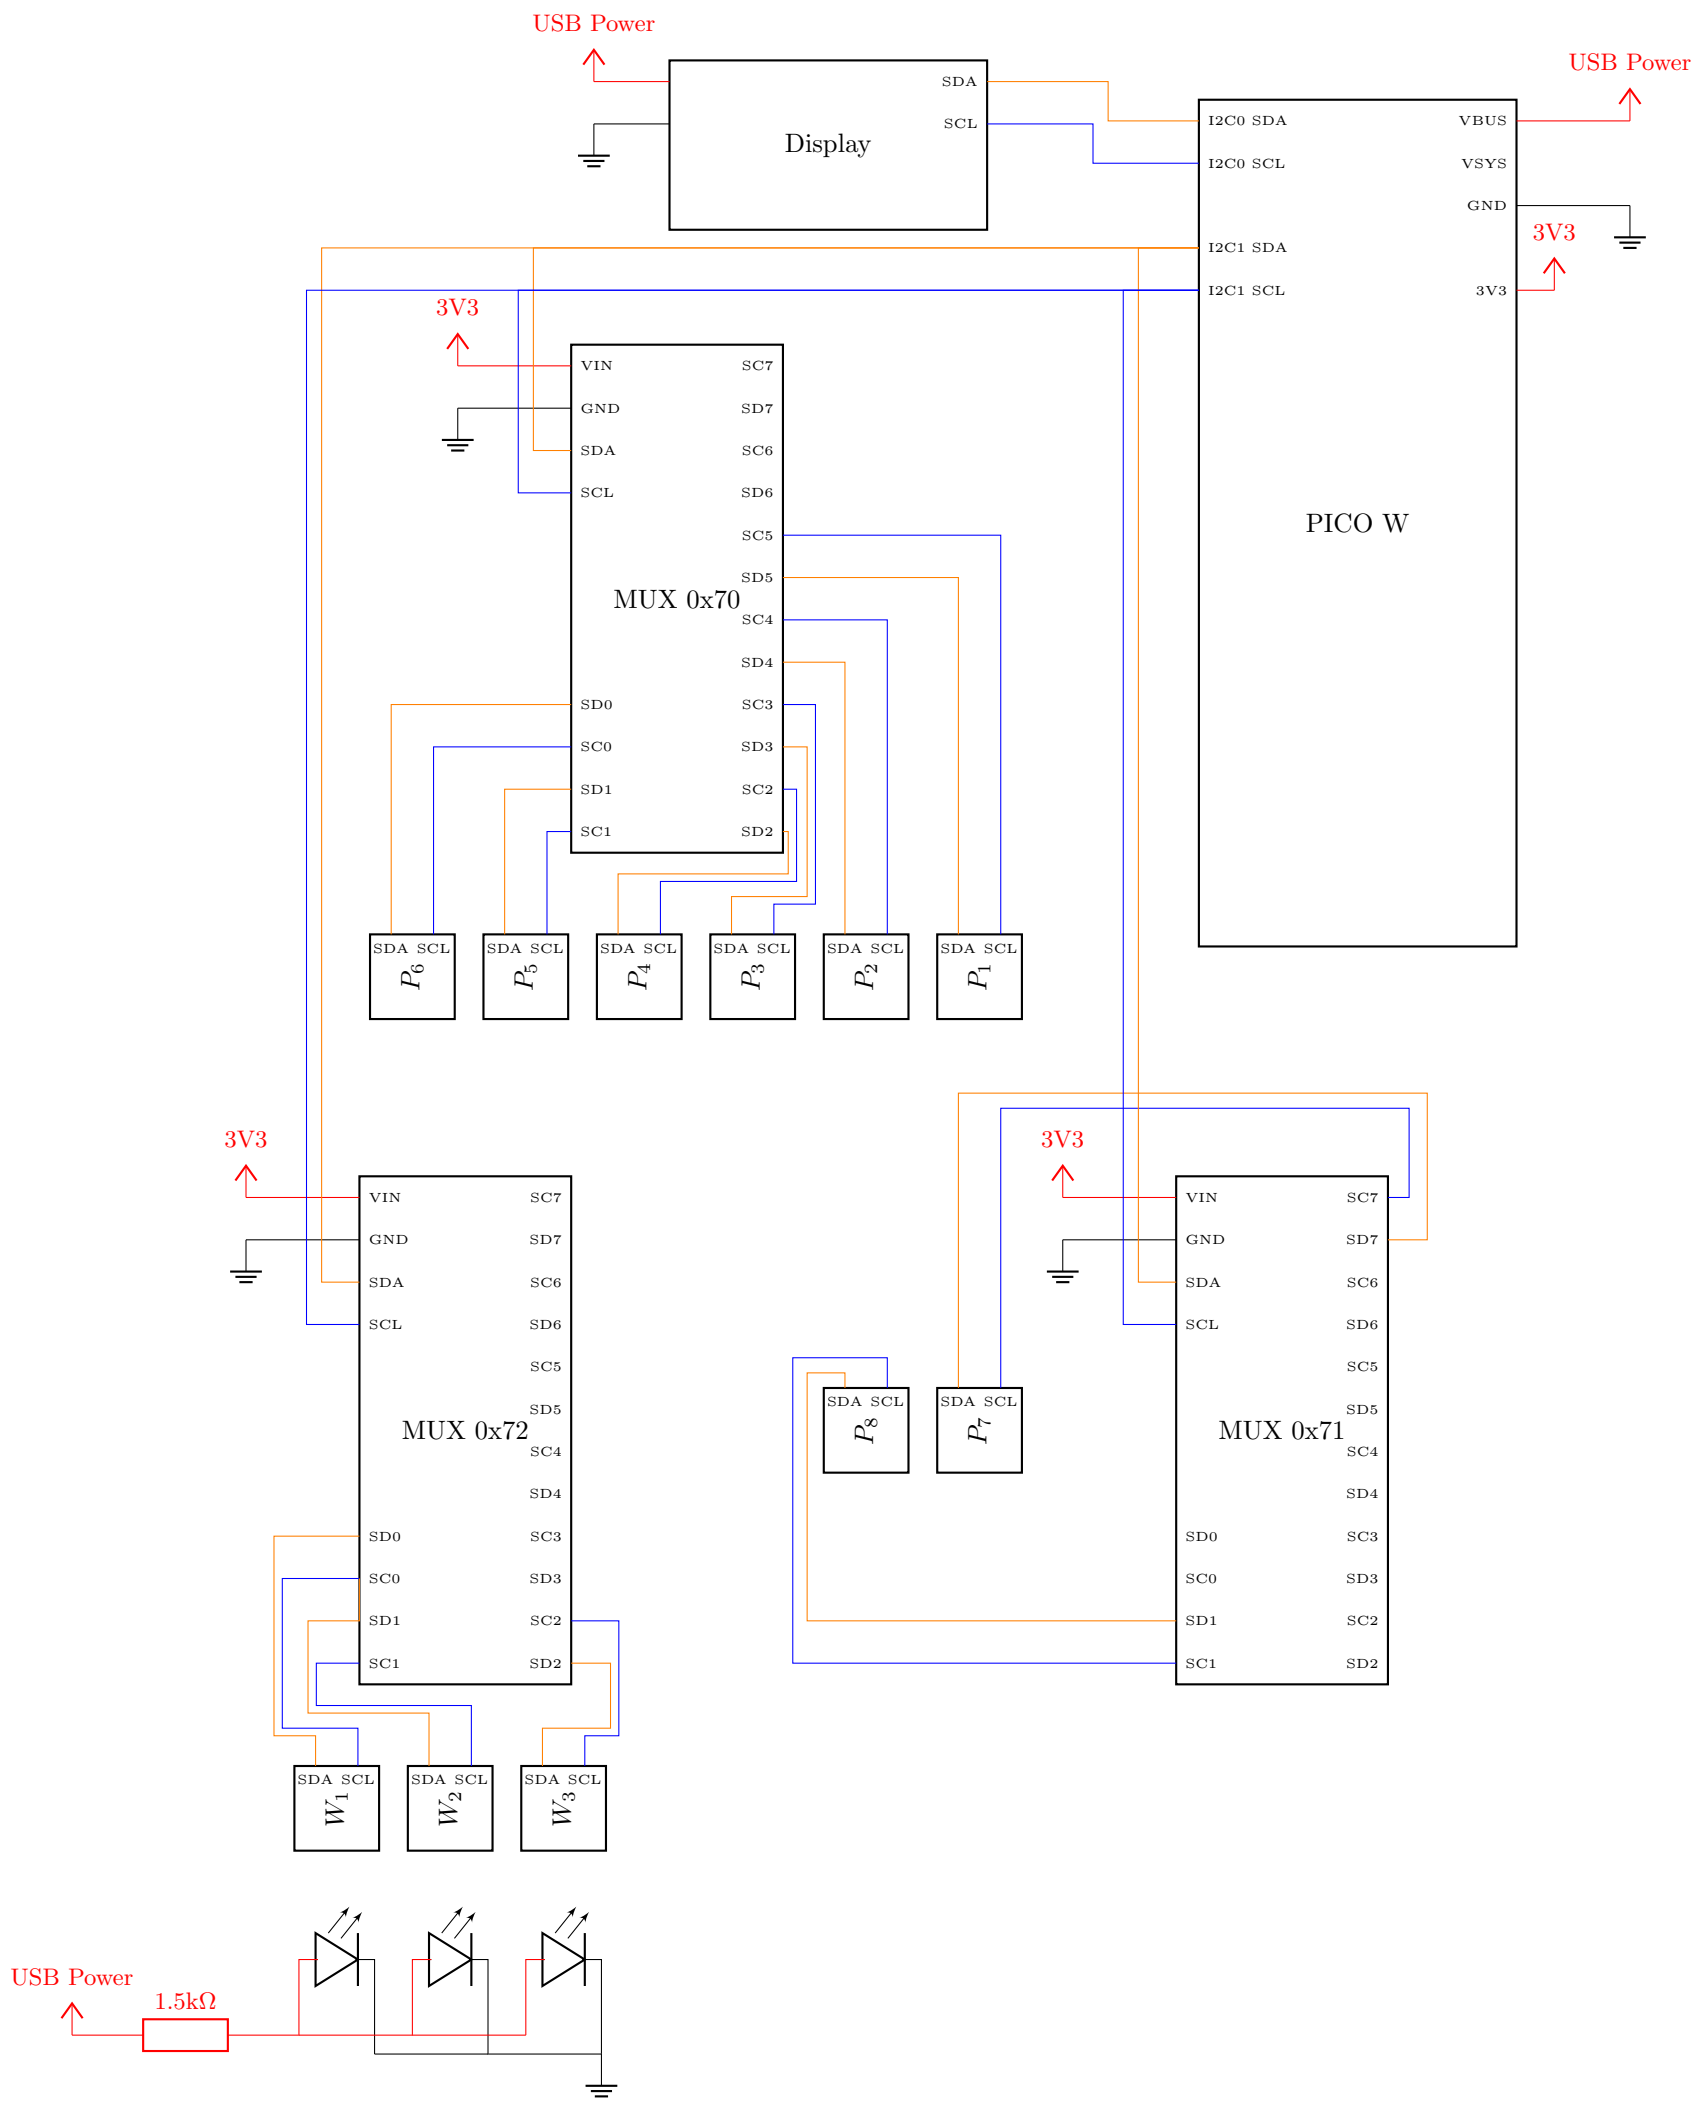 USB Power
USB Power
Display
SDA
SCL
I2C0 SDA
I2C0 SCL
I2C1 SDA
I2C1 SCL
VBUS
VSYS
GND
3V3
3V3
PICO W
3V3
VIN
GND
SDA
SCL
SD0
SC0
SD1
SC1
MUX 0x70
SC7
SD7
SC6
SD6
SC5
SD5
SC4
SD4
SC3
SD3
SC2
SD2
SDA SCL
P6
SDA SCL
P5
SDA SCL
P4
SDA SCL
P3
SDA SCL
P2
SDA SCL
P1
3V3
VIN
GND
SDA
SCL
SD0
SC0
SD1
SC1
MUX 0x72
SC7
SD7
SC6
SD6
SC5
SD5
SC4
SD4
SC3
SD3
SC2
SD2
SDA SCL
P8
SDA SCL
P7
3V3
VIN
GND
SDA
SCL
SD0
SC0
SD1
SC1
MUX 0x71
SC7
SD7
SC6
SD6
SC5
SD5
SC4
SD4
SC3
SD3
SC2
SD2
SDA SCL
W1
SDA SCL
W2
SDA SCL
W3
USB Power
1.5kΩ